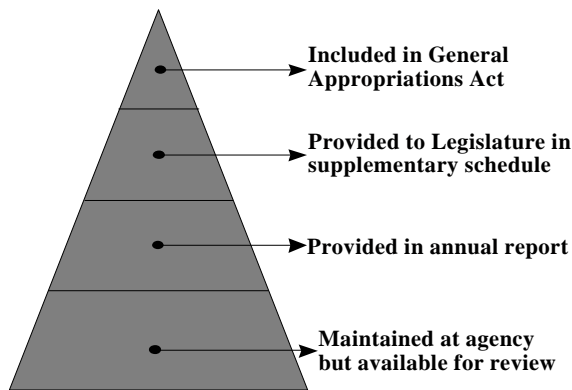 Included in General
Appropriations Act
Provided to Legislature in
supplementary schedule
Provided in annual report
Maintained at agency
but available for review